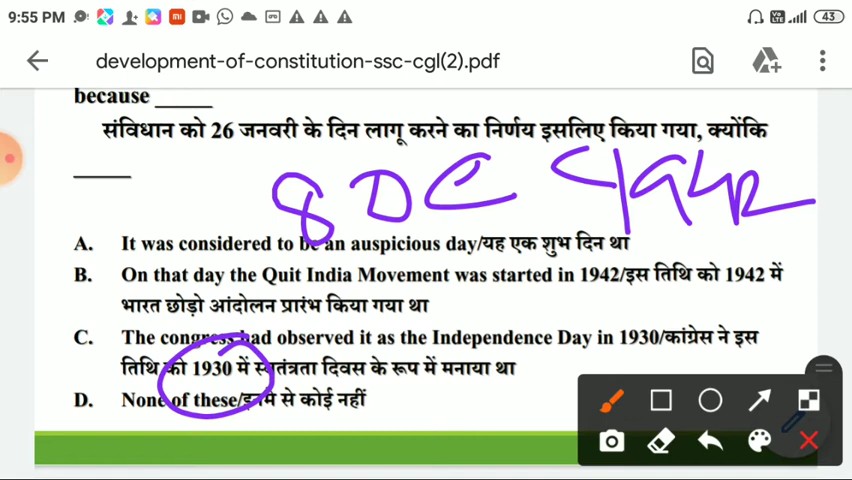 9:55 PM 43
development-of-constitution-ssc-cgl(2).pdf
because _____
संविधान को 26 जनवरी के दिन लागू करने का निर्णय इसलिए किया गया, क्योंकि
_____
A. It was considered to be an auspicious day/यह एक शुभ दिन था
B. On that day the Quit India Movement was started in 1942/इस तिथि को 1942 में
भारत छोड़ो आंदोलन प्रारंभ किया गया था
C. The congress had observed it as the Independence Day in 1930/कांग्रेस ने इस
तिथि को 1930 में स्वतंत्रता दिवस के रूप में मनाया था
D. None of these/इनमे से कोई नहीं